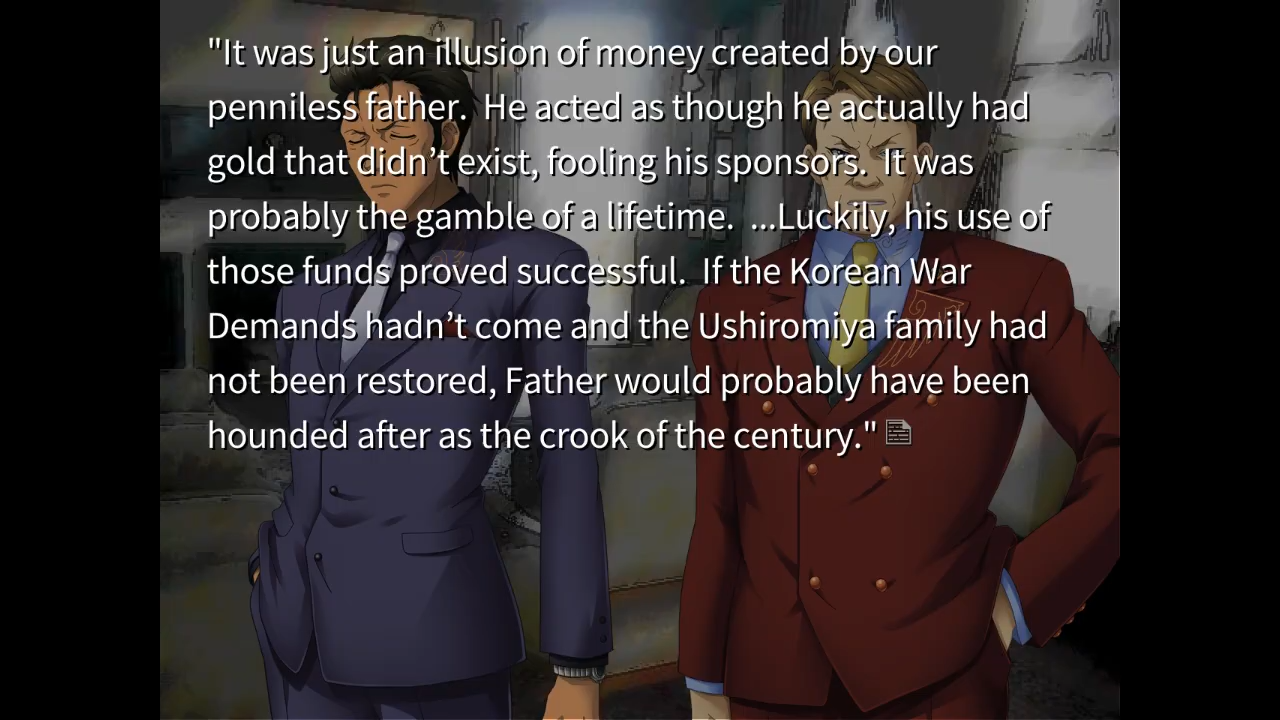 "It was just an illusion of money created by our
penniless father.  He acted as though he actually had
gold that didn’t exist, fooling his sponsors.  It was
probably the gamble of a lifetime.  ...Luckily, his use of
those funds proved successful.  If the Korean War
Demands hadn’t come and the Ushiromiya family had
not been restored, Father would probably have been
hounded after as the crook of the century."